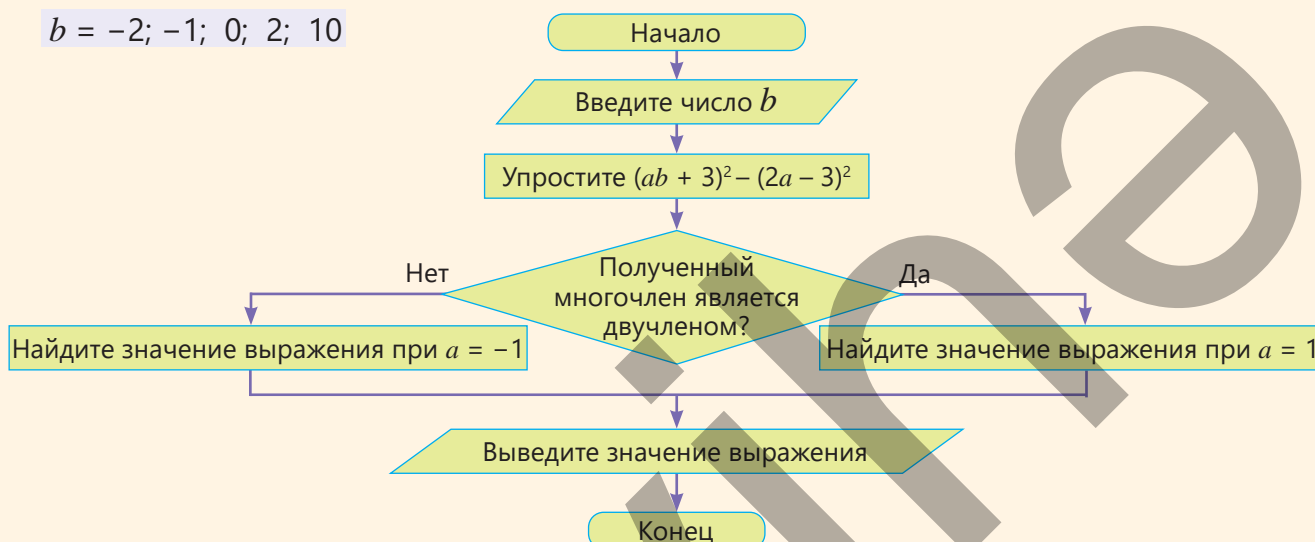 b = −2; −1; 0; 2; 10
Начало
Введите число b
Упростите (ab + 3)² – (2a – 3)²
Нет
Полученный
многочлен является
двучленом?
Да
Найдите значение выражения при a = −1
Найдите значение выражения при a = 1
Выведите значение выражения
Конец